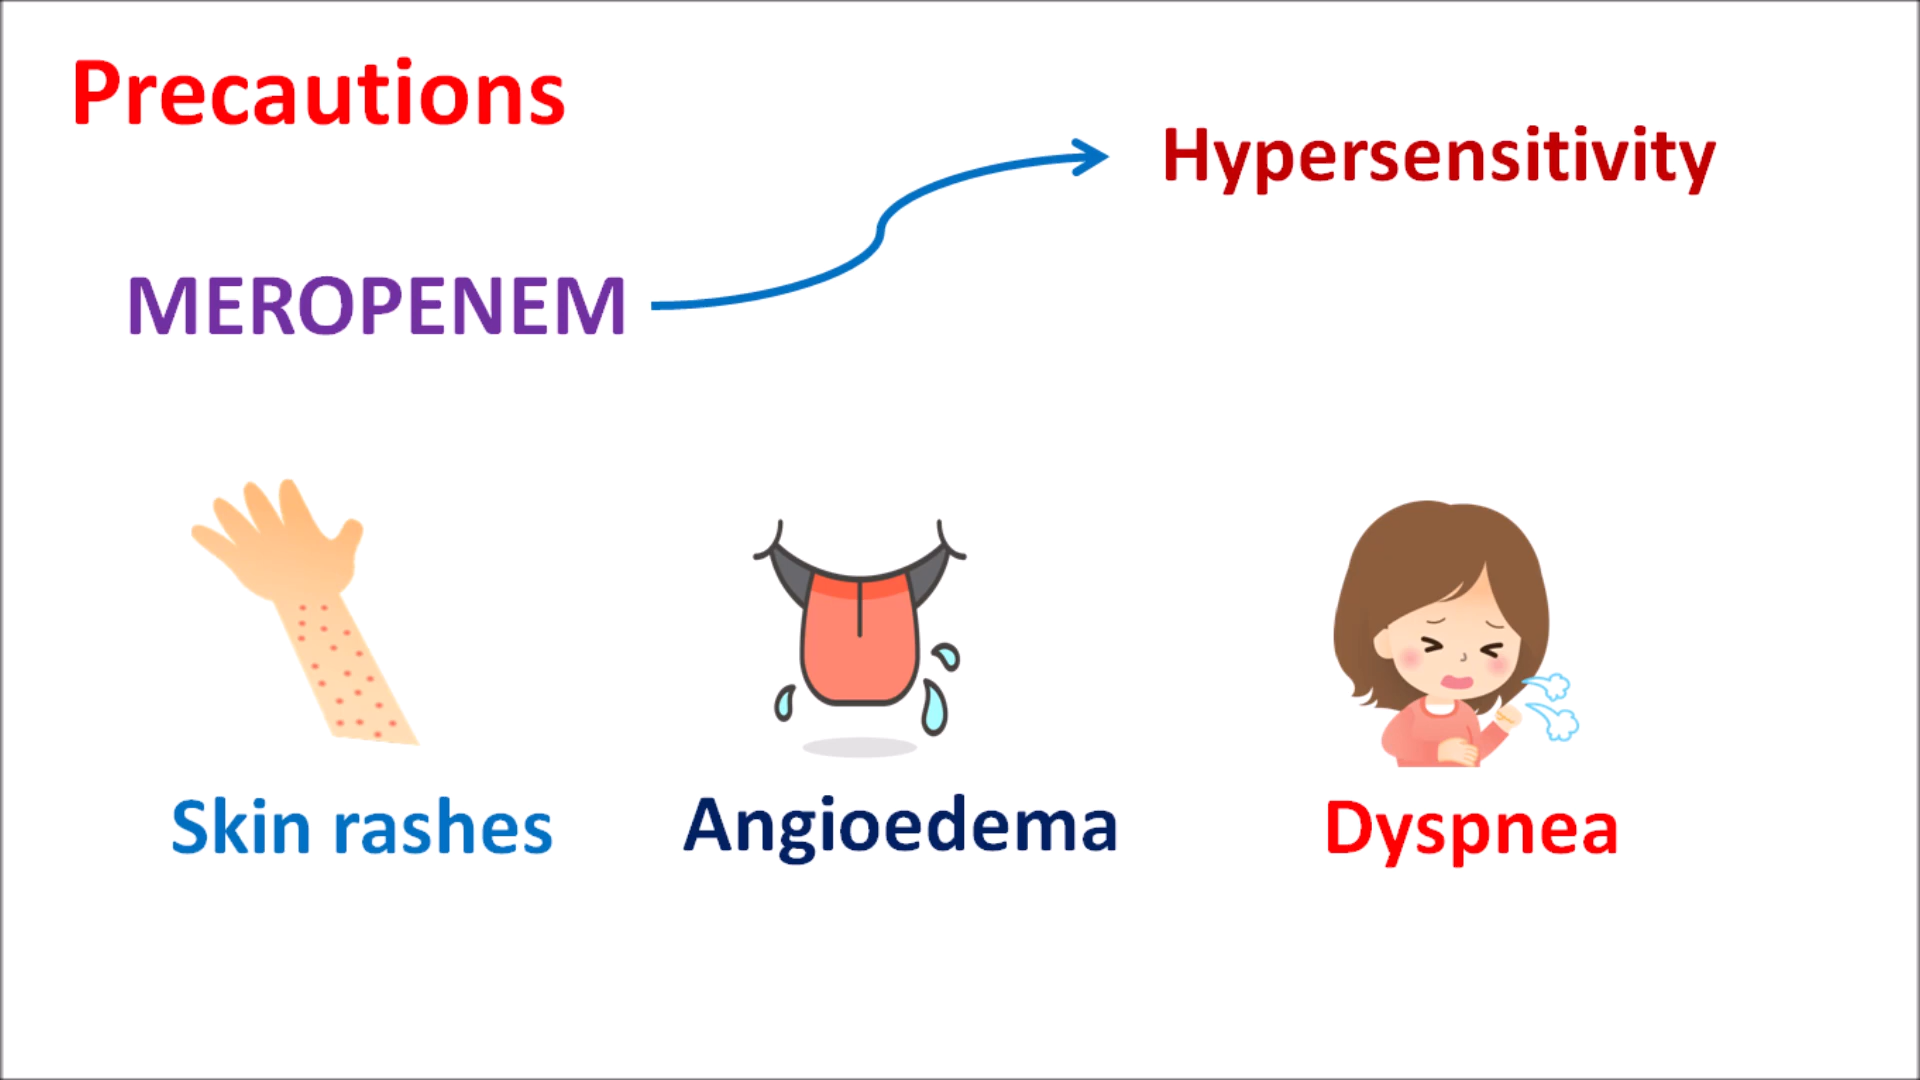 Precautions
Hypersensitivity
MEROPENEM
Skin rashes
Angioedema
Dyspnea